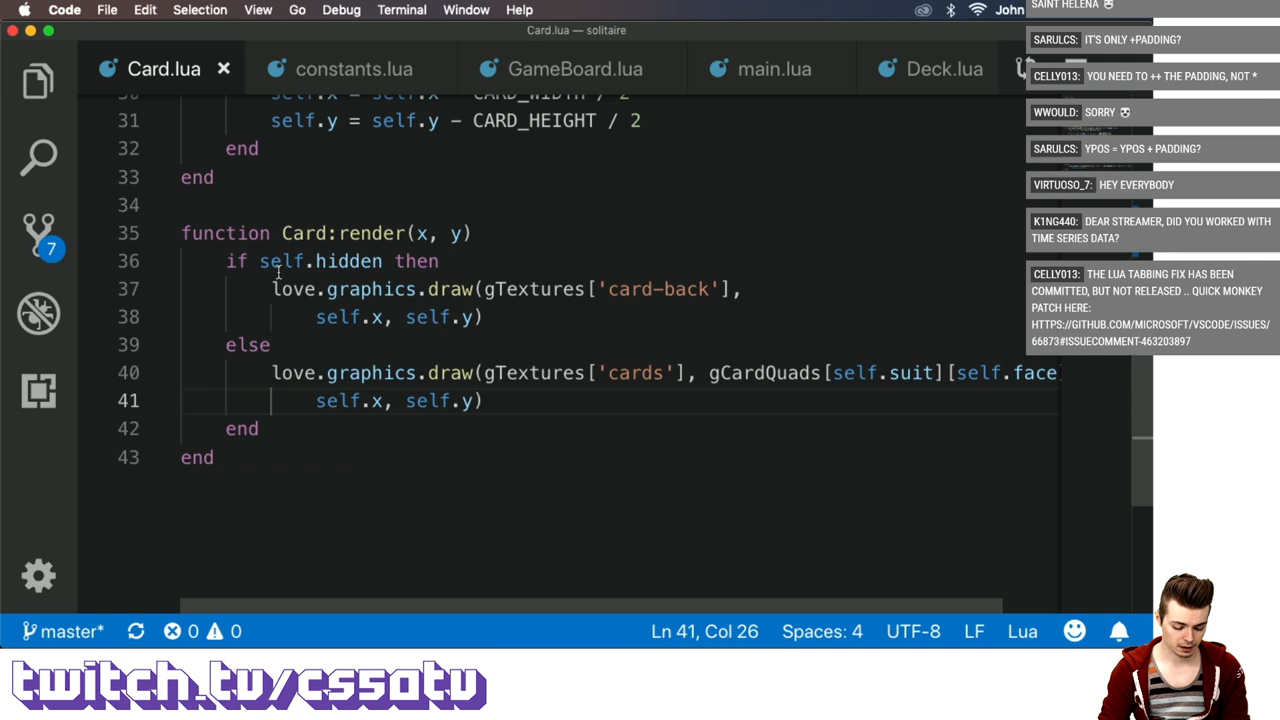 Code File Edit Selection View Go Debug Terminal Window Help John
Card.lua — solitaire
Card.lua constants.lua GameBoard.lua main.lua Deck.lua
30 self.x = self.x - CARD_WIDTH / 2
31 self.y = self.y - CARD_HEIGHT / 2
32 end
33 end
34
35 function Card:render(x, y)
36 if self.hidden then
37 love.graphics.draw(gTextures['card-back'],
38 self.x, self.y)
39 else
40 love.graphics.draw(gTextures['cards'], gCardQuads[self.suit][self.face]
41 self.x, self.y)
42 end
43 end
7
master* 0 0 Ln 41, Col 26 Spaces: 4 UTF-8 LF Lua
SAINT HELENA
SARULCS: IT'S ONLY +PADDING?
CELLY013: YOU NEED TO ++ THE PADDING, NOT *
WWOULD: SORRY
SARULCS: YPOS = YPOS + PADDING?
VIRTUOSO_7: HEY EVERYBODY
K1NG440: DEAR STREAMER, DID YOU WORKED WITH
TIME SERIES DATA?
CELLY013: THE LUA TABBING FIX HAS BEEN
COMMITTED, BUT NOT RELEASED .. QUICK MONKEY
PATCH HERE:
HTTPS://GITHUB.COM/MICROSOFT/VSCODE/ISSUES/
66873#ISSUECOMMENT-463203897
twitch.tv/cs50tv